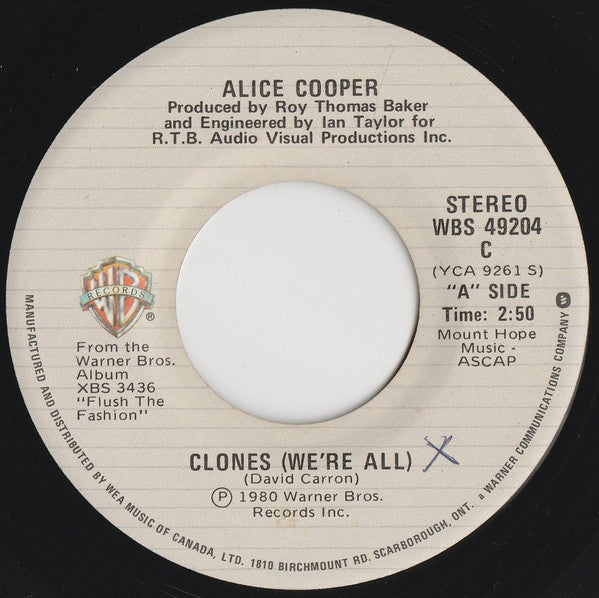 ALICE COOPER
Produced by Roy Thomas Baker
and Engineered by Ian Taylor for
R.T.B. Audio Visual Productions Inc.
STEREO
WBS 49204
C
(YCA 9261 S)
"A" SIDE
Time: 2:50
Mount Hope
Music -
ASCAP
WB
RECORDS
®
From the
Warner Bros.
Album
XBS 3436
"Flush The
Fashion"
CLONES (WE'RE ALL) X
(David Carron)
Ⓟ 1980 Warner Bros.
Records Inc.
MANUFACTURED AND DISTRIBUTED BY WEA MUSIC OF CANADA, LTD. 1810 BIRCHMOUNT RD. SCARBOROUGH, ONT. a WARNER COMMUNICATIONS COMPANY